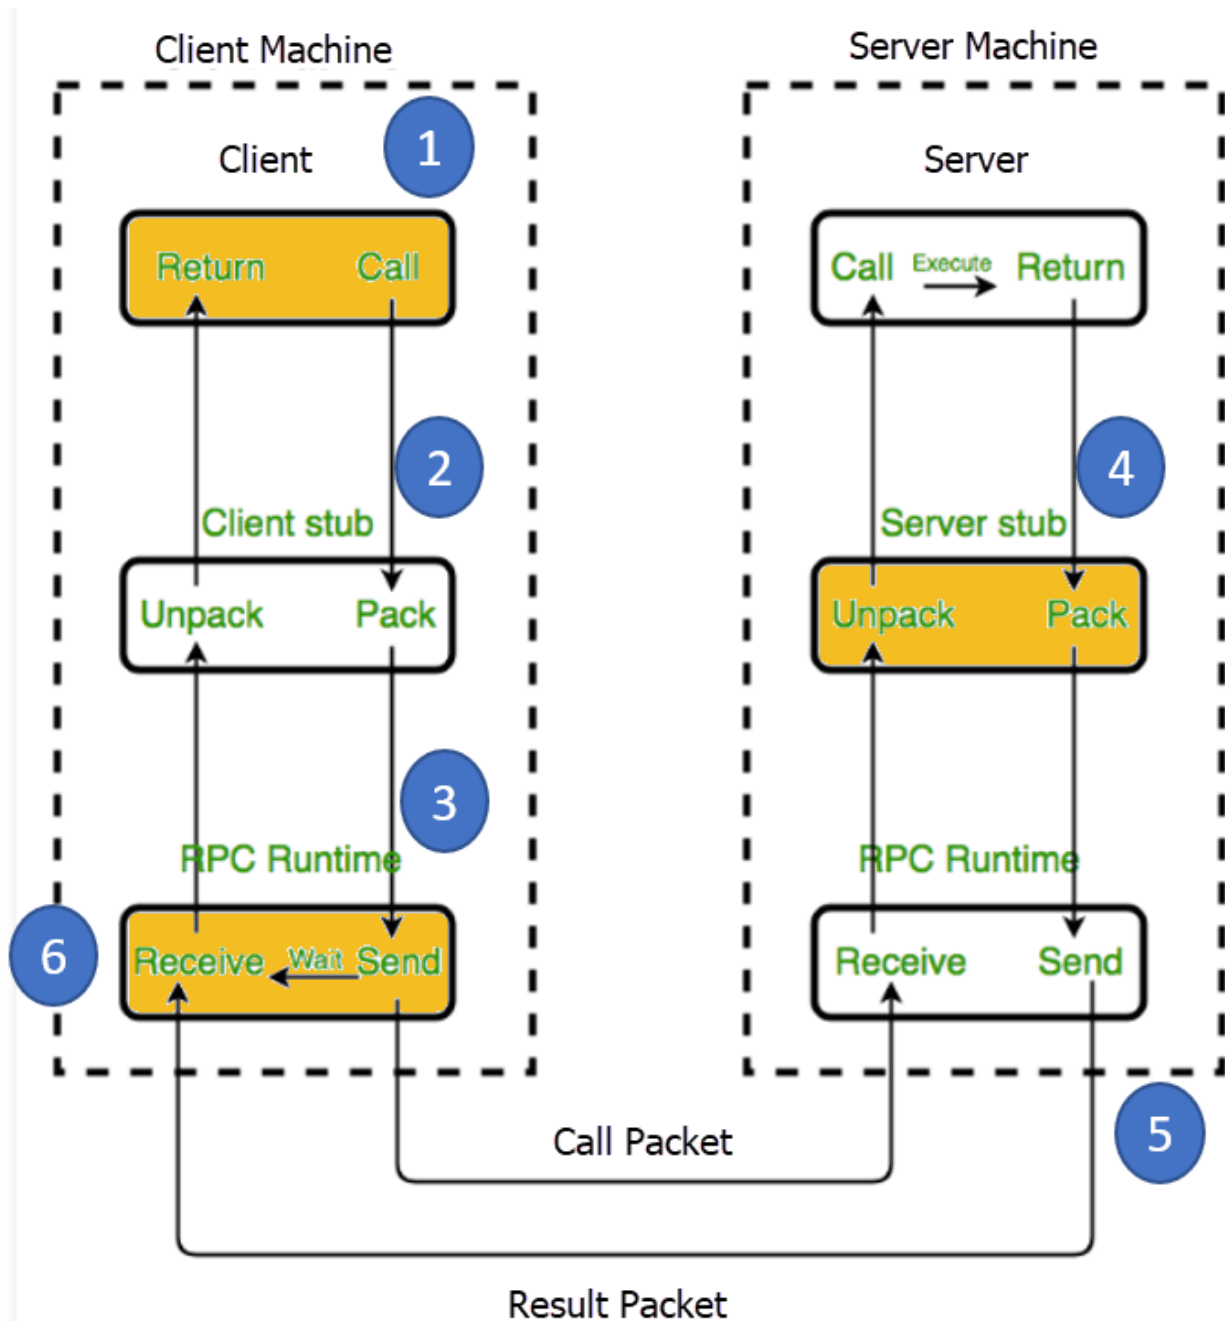 Client Machine
Server Machine
1
Client
Server
Return Call
Call Execute Return
2
4
Client stub
Server stub
Unpack Pack
Unpack Pack
3
RPC Runtime
RPC Runtime
6
Receive Wait Send
Receive Send
5
Call Packet
Result Packet